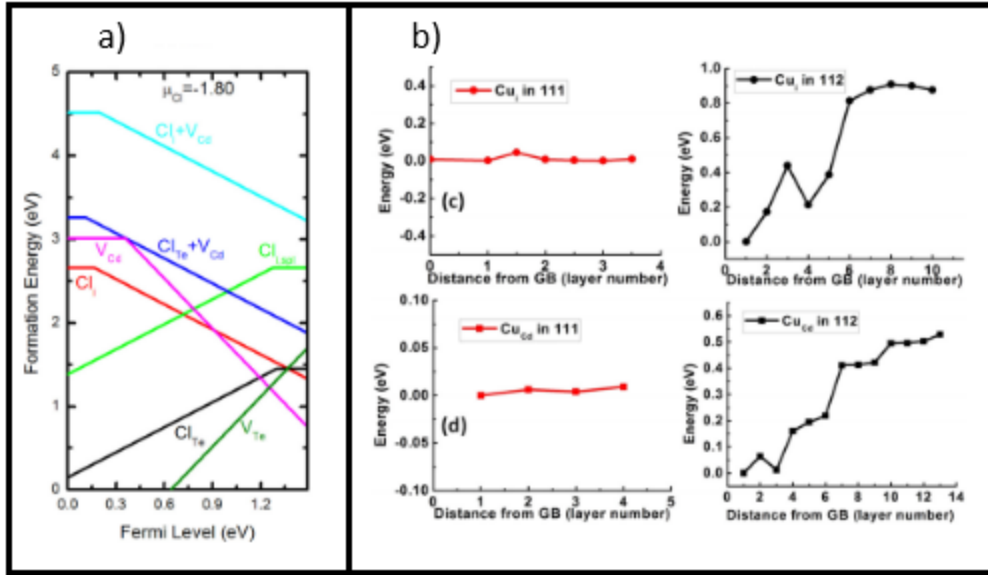 a)
μCl=-1.80
Cli+VCd
ClTe+VCd
VCd
Cli,spl
Cli
ClTe
VTe
Formation Energy (eV)
5
4
3
2
1
0
0.0 0.3 0.6 0.9 1.2
Fermi Level (eV)
b)
Cui in 111
Energy (eV)
0.4
0.2
0.0
-0.2
-0.4
(c)
0 1 2 3 4
Distance from GB (layer number)
Cui in 112
Energy (eV)
1.0
0.8
0.6
0.4
0.2
0.0
0 2 4 6 8 10
Distance from GB (layer number)
CuCd in 111
Energy (eV)
0.10
0.05
0.00
-0.05
-0.10
(d)
0 1 2 3 4 5
Distance from GB (layer number)
CuCd in 112
Energy (eV)
0.6
0.5
0.4
0.3
0.2
0.1
0.0
0 2 4 6 8 10 12 14
Distance from GB (layer number)